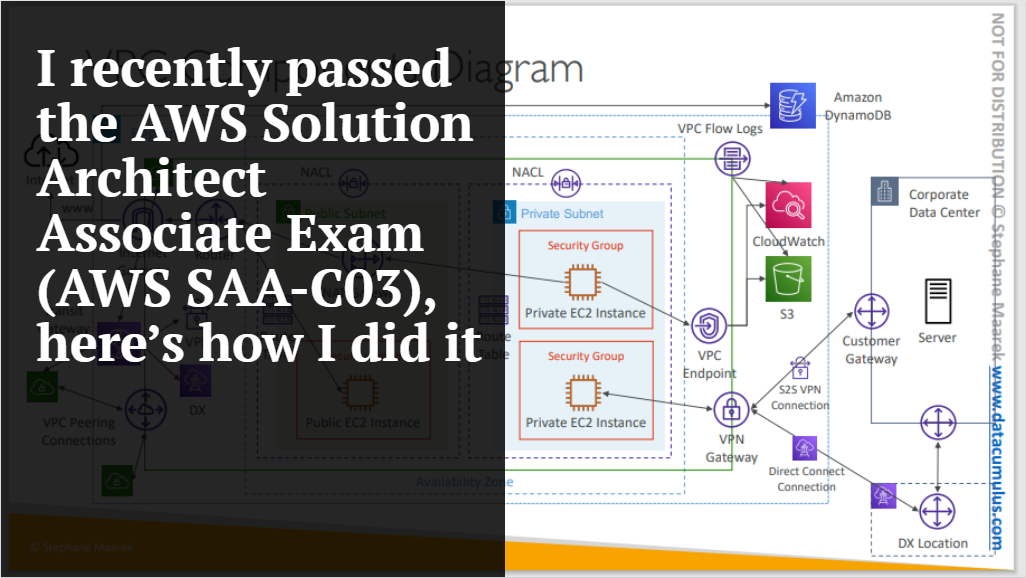 I recently passed
the AWS Solution
Architect
Associate Exam
(AWS SAA-C03),
here’s how I did it
Diagram
Amazon
DynamoDB
VPC Flow Logs
NACL
NACL
Public Subnet
Private Subnet
www
Router
Security Group
Private EC2 Instance
CloudWatch
S3
Corporate
Data Center
Server
Customer
Gateway
VPC
Endpoint
S2S VPN
Connection
Security Group
Private EC2 Instance
Public EC2 Instance
DX
VPC Peering
Connections
VPN
Gateway
Direct Connect
Connection
DX Location
Availability Zone
© Stephane Maarek
NOT FOR DISTRIBUTION © Stephane Maarek www.datacumulus.com